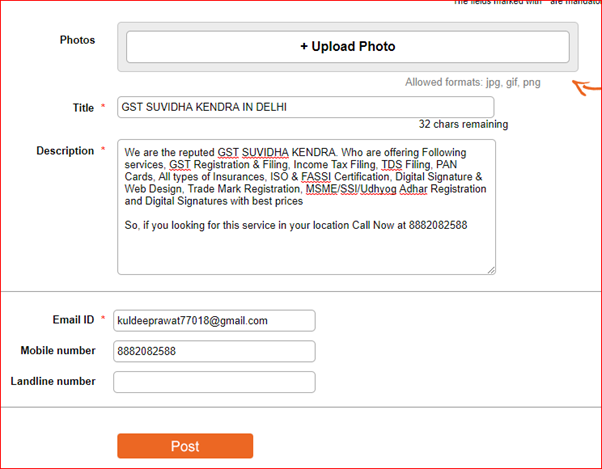 The fields marked with * are mandato
Photos
+ Upload Photo
Allowed formats: jpg, gif, png
Title *
GST SUVIDHA KENDRA IN DELHI
32 chars remaining
Description *
We are the reputed GST SUVIDHA KENDRA. Who are offering Following
services, GST Registration & Filing, Income Tax Filing, TDS Filing, PAN
Cards, All types of Insurances, ISO & FASSI Certification, Digital Signature &
Web Design, Trade Mark Registration, MSME/SSI/Udhyog Adhar Registration
and Digital Signatures with best prices
So, if you looking for this service in your location Call Now at 8882082588
Email ID *
kuldeeprawat77018@gmail.com
Mobile number
8882082588
Landline number
Post